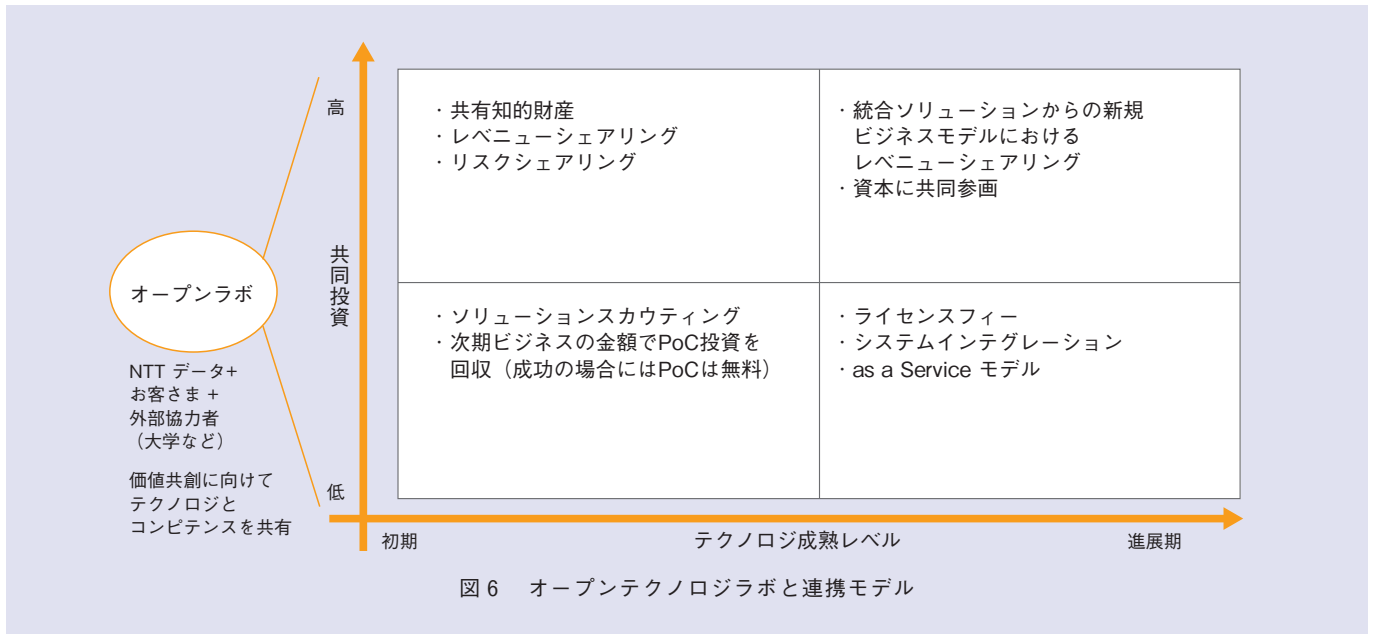 高
・共有知的財産
・レベニューシェアリング
・リスクシェアリング
・統合ソリューションからの新規
ビジネスモデルにおける
レベニューシェアリング
・資本に共同参画
共同投資
オープンラボ
・ソリューションスカウティング
・次期ビジネスの金額でPoC投資を
回収（成功の場合にはPoCは無料）
・ライセンスフィー
・システムインテグレーション
・as a Service モデル
NTT データ+
お客さま +
外部協力者
（大学など）
価値共創に向けて
テクノロジと
コンピテンスを共有
低
初期
テクノロジ成熟レベル
進展期
図 6　オープンテクノロジラボと連携モデル